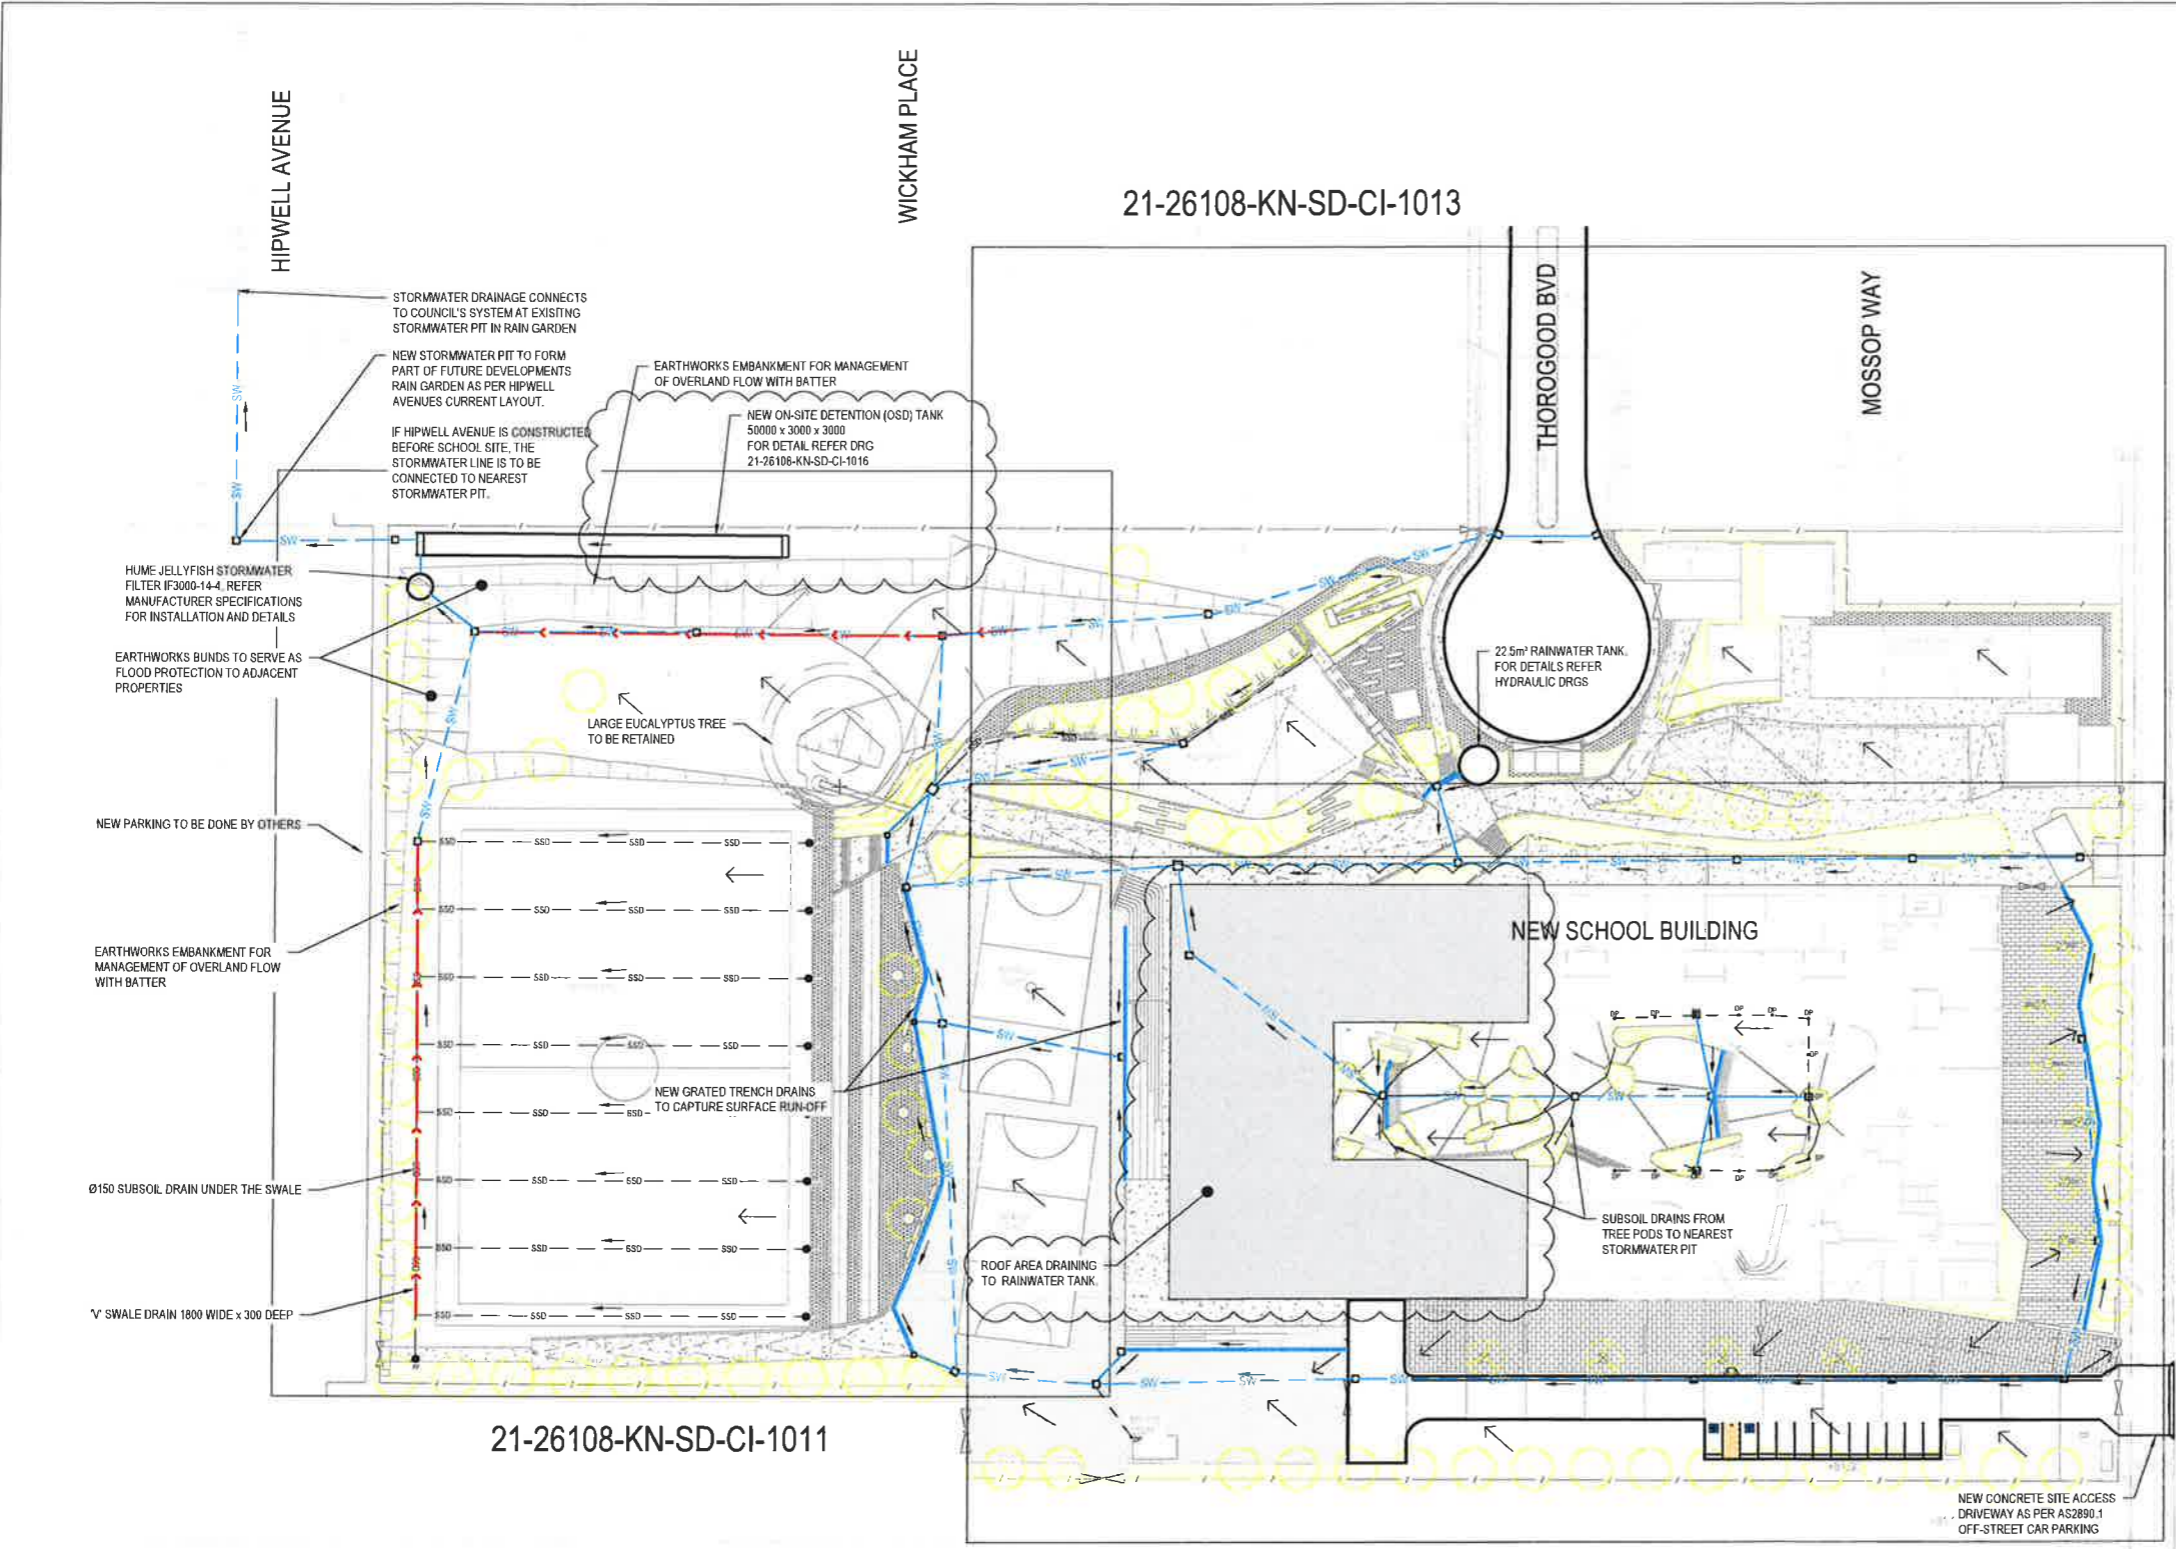 HIPWELL AVENUE
WICKHAM PLACE
21-26108-KN-SD-CI-1013
THOROGOOD BVD
MOSSOP WAY
STORMWATER DRAINAGE CONNECTS
TO COUNCIL'S SYSTEM AT EXISITNG
STORMWATER PIT IN RAIN GARDEN
NEW STORMWATER PIT TO FORM
PART OF FUTURE DEVELOPMENTS
RAIN GARDEN AS PER HIPWELL
AVENUES CURRENT LAYOUT.
IF HIPWELL AVENUE IS CONSTRUCTED
BEFORE SCHOOL SITE, THE
STORMWATER LINE IS TO BE
CONNECTED TO NEAREST
STORMWATER PIT.
EARTHWORKS EMBANKMENT FOR MANAGEMENT
OF OVERLAND FLOW WITH BATTER
NEW ON-SITE DETENTION (OSD) TANK
50000 x 3000 x 3000
FOR DETAIL REFER DRG
21-26108-KN-SD-CI-1016
HUME JELLYFISH STORMWATER
FILTER IF3000-14-4, REFER
MANUFACTURER SPECIFICATIONS
FOR INSTALLATION AND DETAILS
EARTHWORKS BUNDS TO SERVE AS
FLOOD PROTECTION TO ADJACENT
PROPERTIES
LARGE EUCALYPTUS TREE
TO BE RETAINED
22.5m³ RAINWATER TANK.
FOR DETAILS REFER
HYDRAULIC DRGS
NEW PARKING TO BE DONE BY OTHERS
EARTHWORKS EMBANKMENT FOR
MANAGEMENT OF OVERLAND FLOW
WITH BATTER
NEW SCHOOL BUILDING
NEW GRATED TRENCH DRAINS
TO CAPTURE SURFACE RUN-OFF
Ø150 SUBSOIL DRAIN UNDER THE SWALE
SUBSOIL DRAINS FROM
TREE PODS TO NEAREST
STORMWATER PIT
ROOF AREA DRAINING
TO RAINWATER TANK.
'V' SWALE DRAIN 1800 WIDE x 300 DEEP
21-26108-KN-SD-CI-1011
NEW CONCRETE SITE ACCESS
DRIVEWAY AS PER AS2890.1
OFF-STREET CAR PARKING